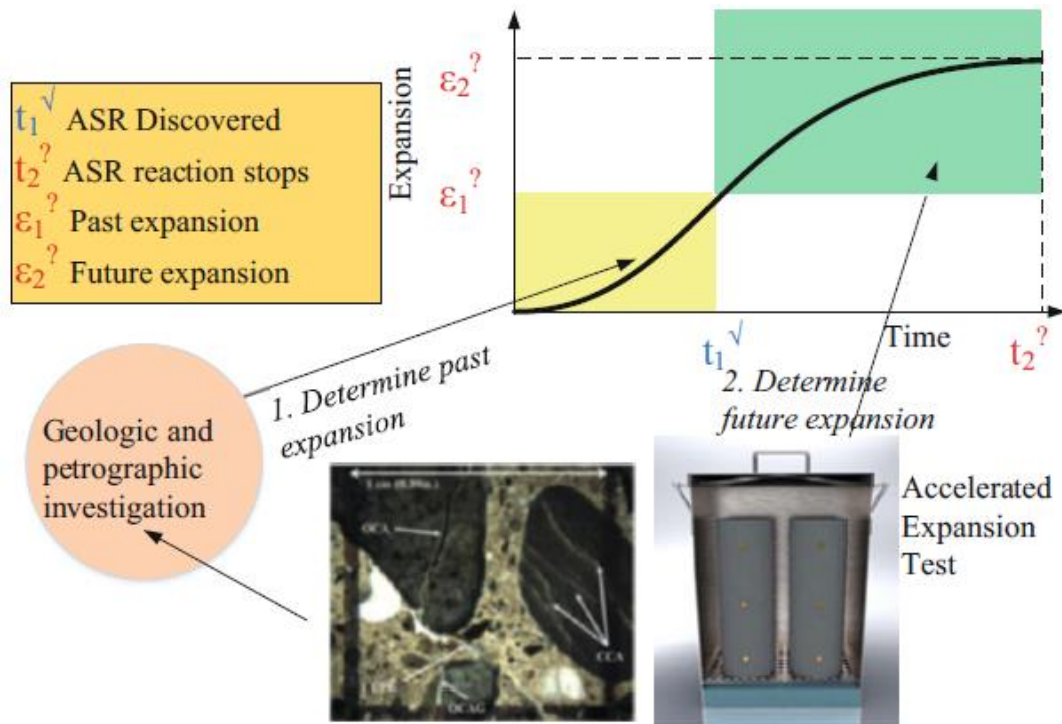 t₁√ ASR Discovered
t₂? ASR reaction stops
ε₁? Past expansion
ε₂? Future expansion
Expansion
ε₂?
ε₁?
t₁√
Time
t₂?
1. Determine past
expansion
2. Determine
future expansion
Geologic and
petrographic
investigation
OCA
CCA
OCAG
Accelerated
Expansion
Test